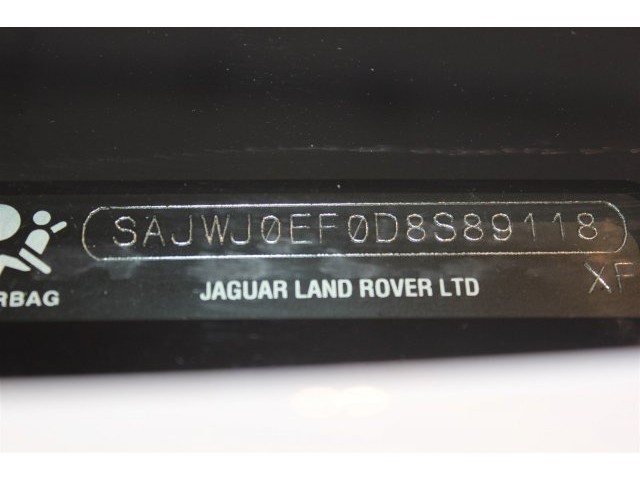 SAJWJ0EF0D8S89118
RBAG
JAGUAR LAND ROVER LTD
XF